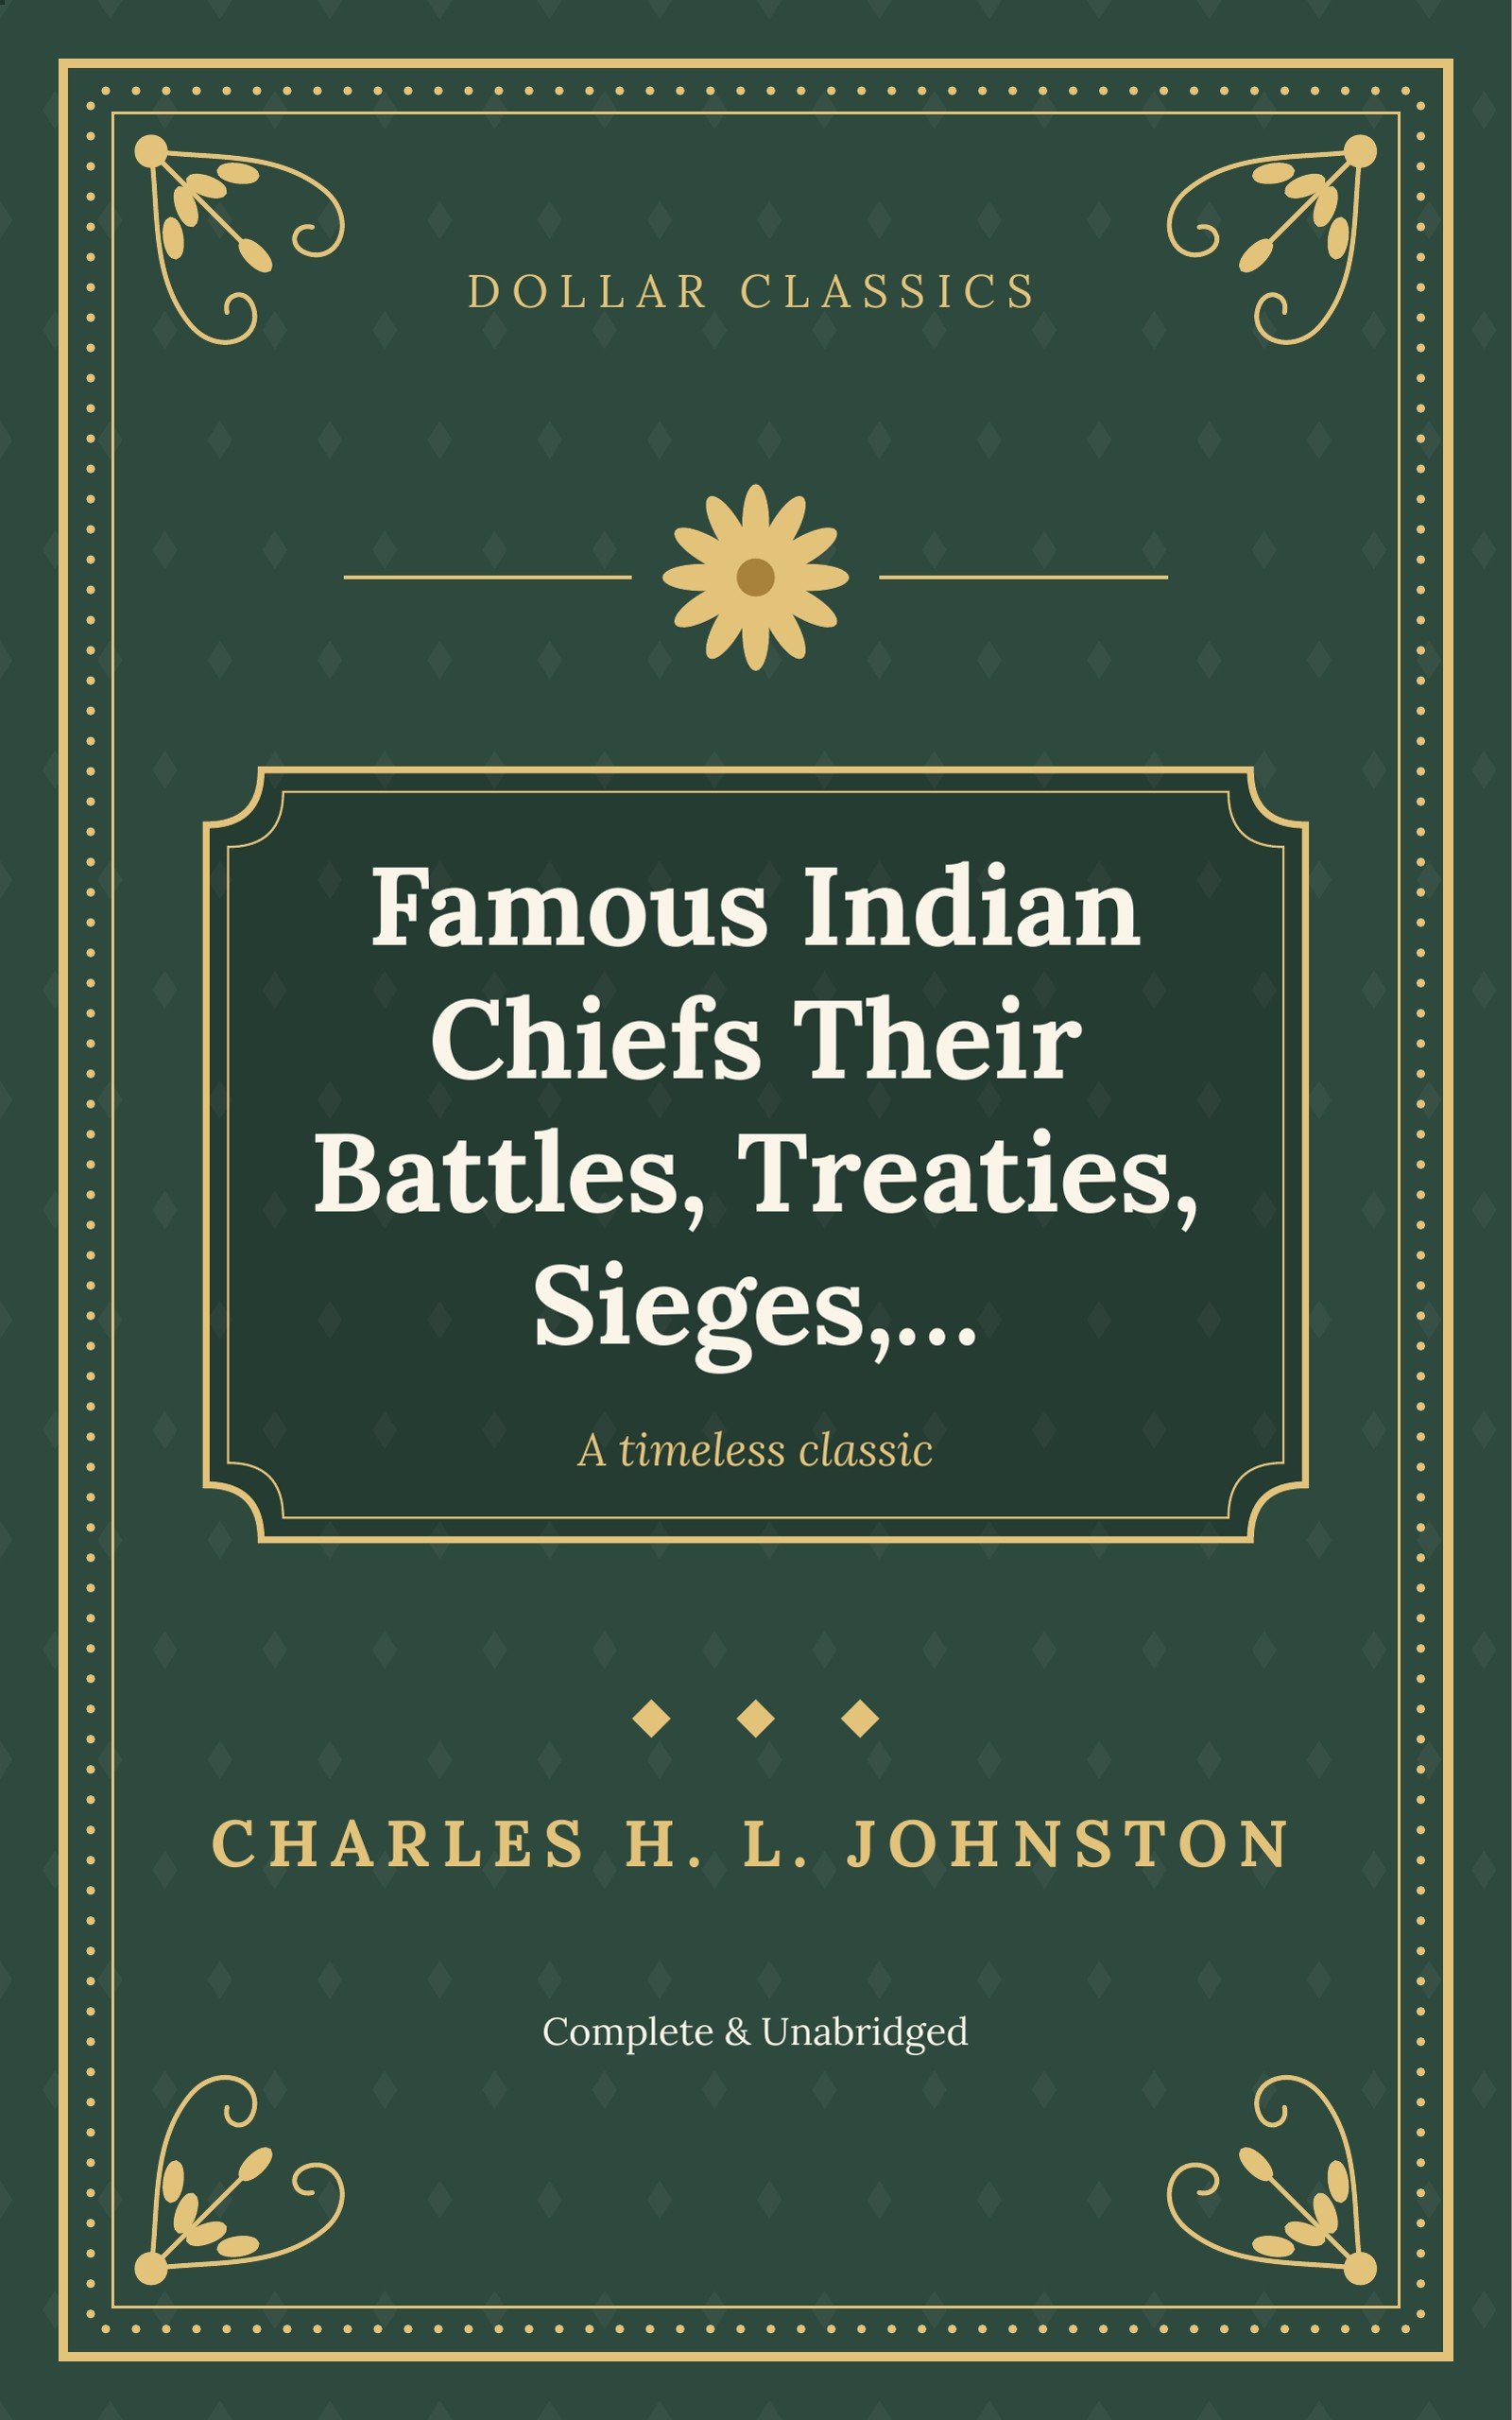 DOLLAR CLASSICS
Famous Indian
Chiefs Their
Battles, Treaties,
Sieges,...
A timeless classic
CHARLES H. L. JOHNSTON
Complete & Unabridged